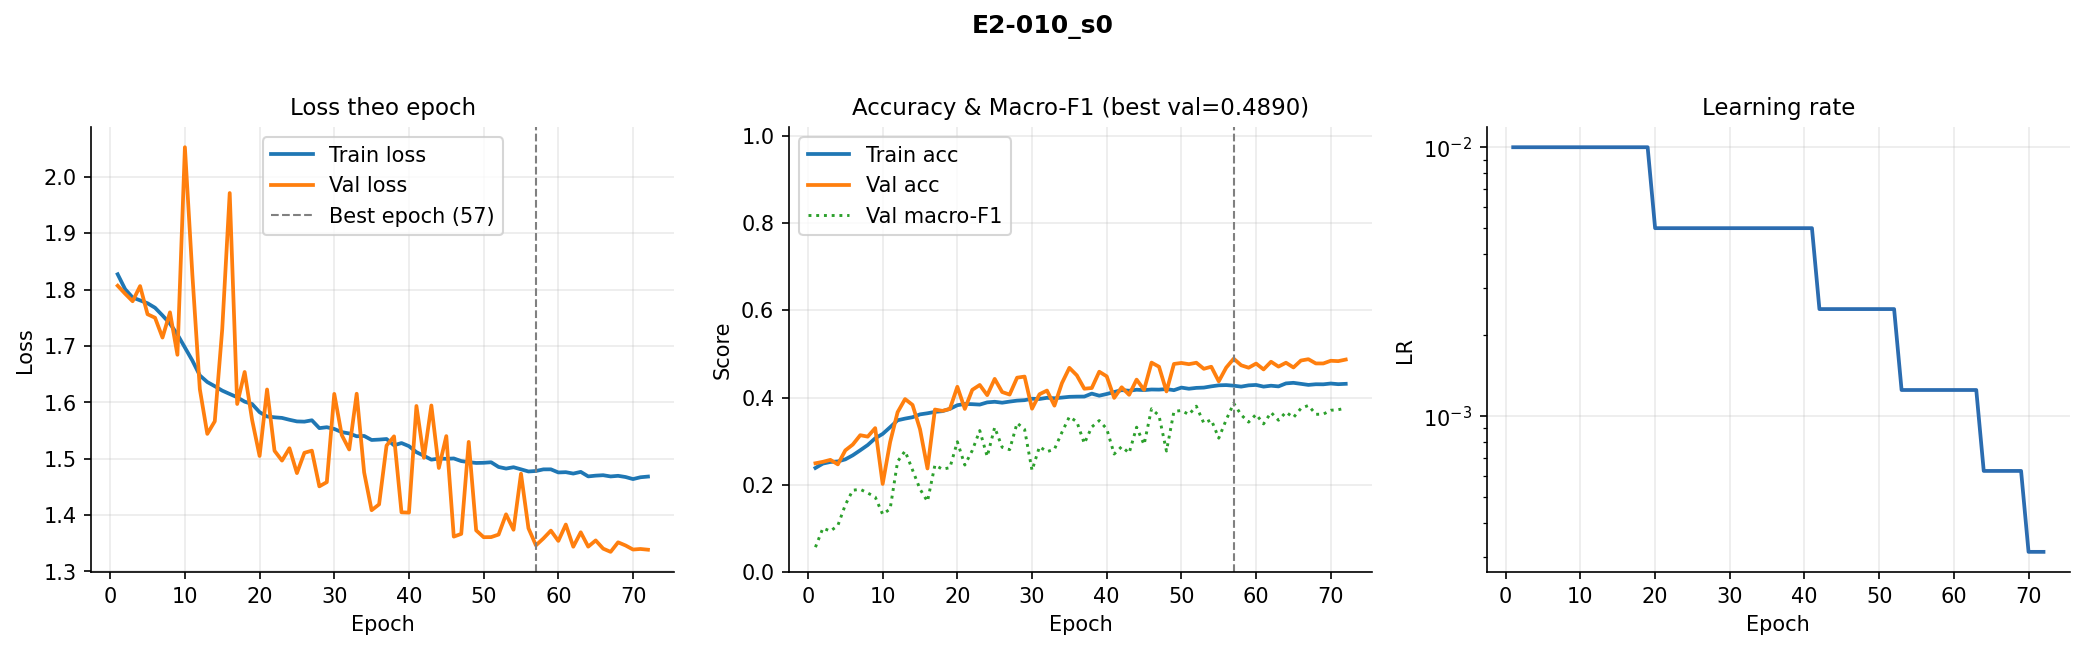 E2-010_s0
Loss theo epoch
Loss
2.0
1.9
1.8
1.7
1.6
1.5
1.4
1.3
Train loss
Val loss
Best epoch (57)
0 10 20 30 40 50 60 70
Epoch
Accuracy & Macro-F1 (best val=0.4890)
Score
1.0
0.8
0.6
0.4
0.2
0.0
Train acc
Val acc
Val macro-F1
0 10 20 30 40 50 60 70
Epoch
Learning rate
LR
10⁻²
10⁻³
0 10 20 30 40 50 60 70
Epoch